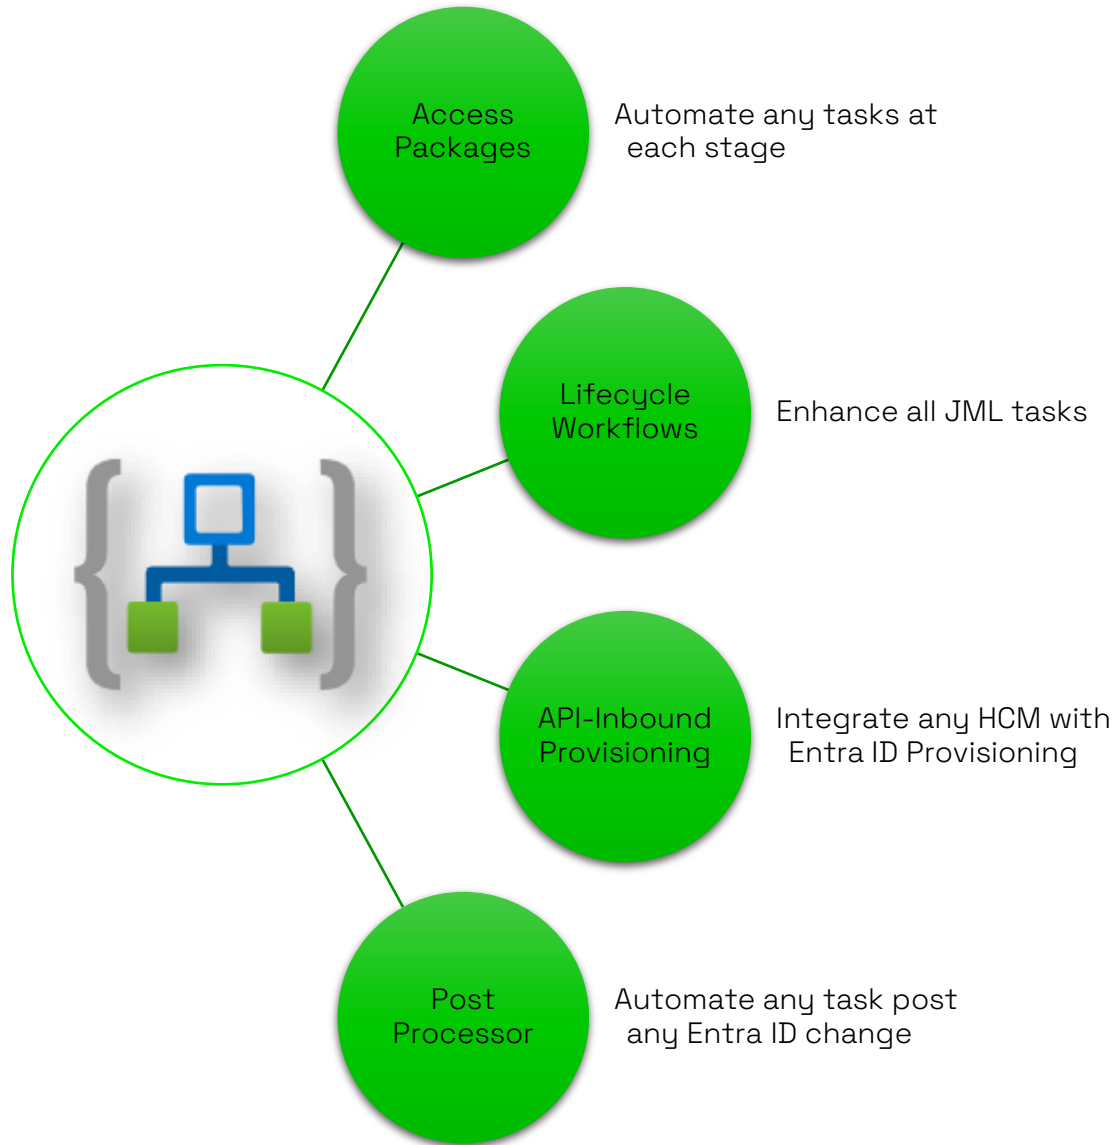 Access
Packages
Automate any tasks at
each stage
Lifecycle
Workflows
Enhance all JML tasks
API-Inbound
Provisioning
Integrate any HCM with
Entra ID Provisioning
Post
Processor
Automate any task post
any Entra ID change